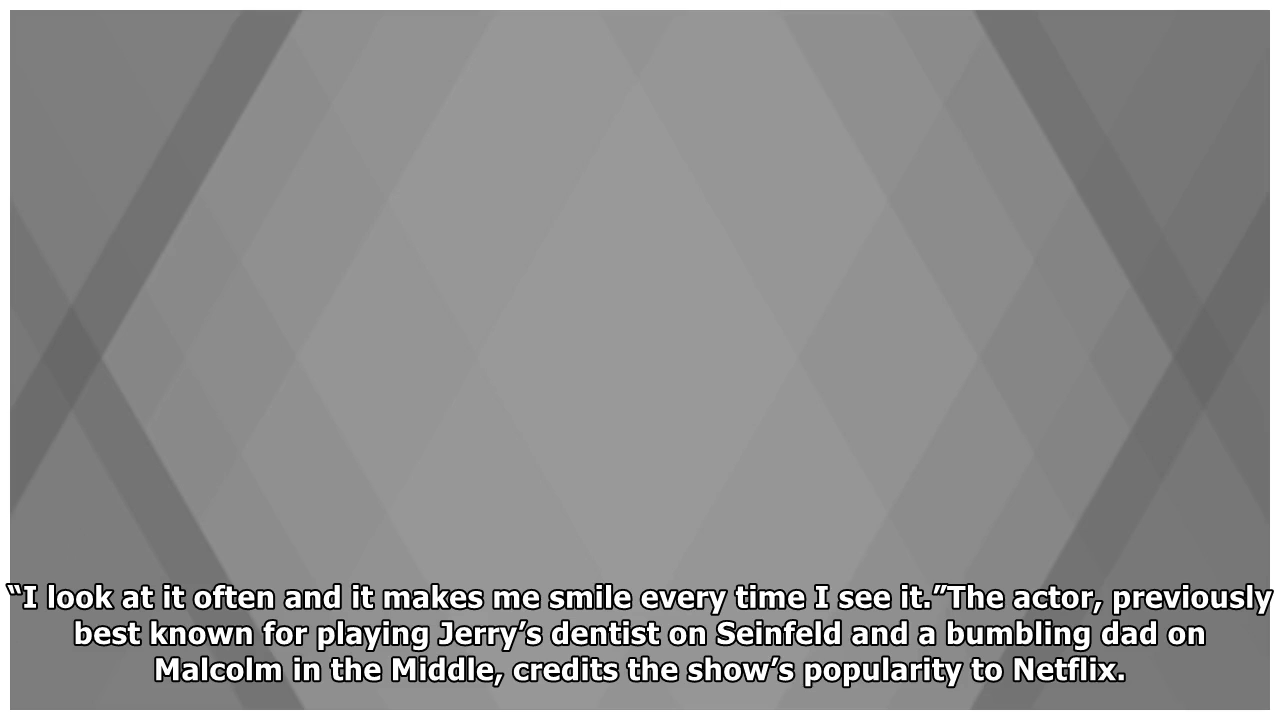 “I look at it often and it makes me smile every time I see it.”The actor, previously
best known for playing Jerry’s dentist on Seinfeld and a bumbling dad on
Malcolm in the Middle, credits the show’s popularity to Netflix.